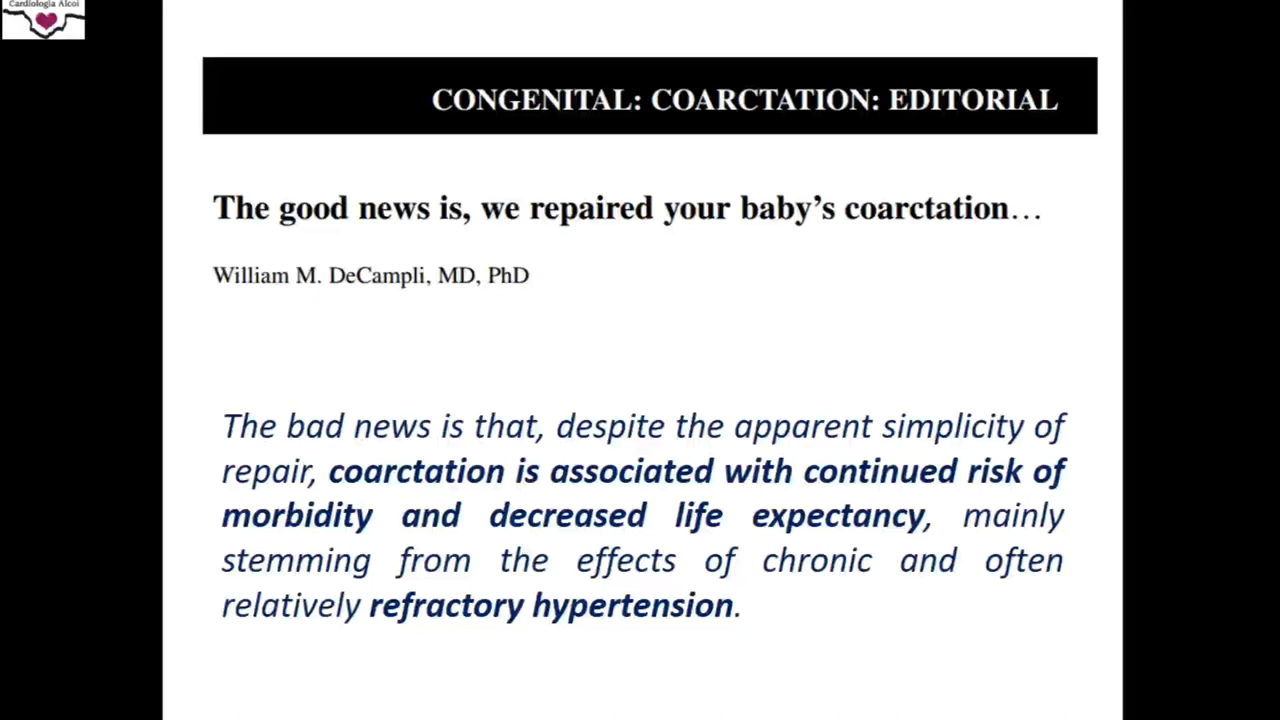 Cardiología Alcoi
CONGENITAL: COARCTATION: EDITORIAL
The good news is, we repaired your baby’s coarctation…
William M. DeCampli, MD, PhD
The bad news is that, despite the apparent simplicity of
repair, coarctation is associated with continued risk of
morbidity and decreased life expectancy, mainly
stemming from the effects of chronic and often
relatively refractory hypertension.